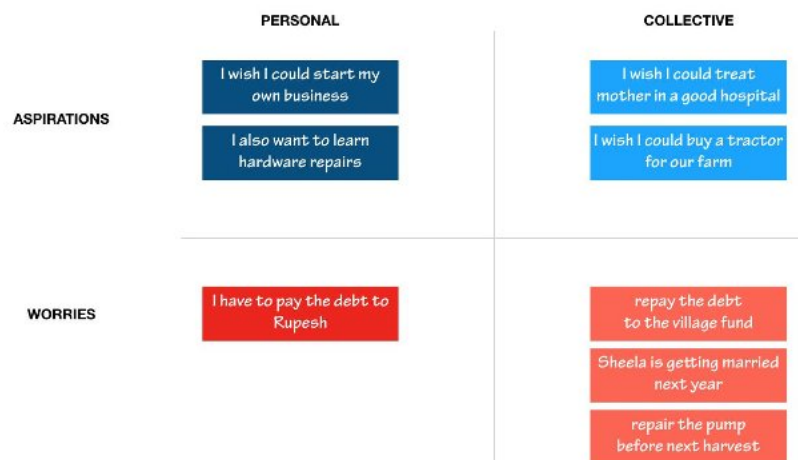 PERSONAL
COLLECTIVE
ASPIRATIONS
I wish I could start my
own business
I also want to learn
hardware repairs
I wish I could treat
mother in a good hospital
I wish I could buy a tractor
for our farm
WORRIES
I have to pay the debt to
Rupesh
repay the debt
to the village fund
Sheela is getting married
next year
repair the pump
before next harvest